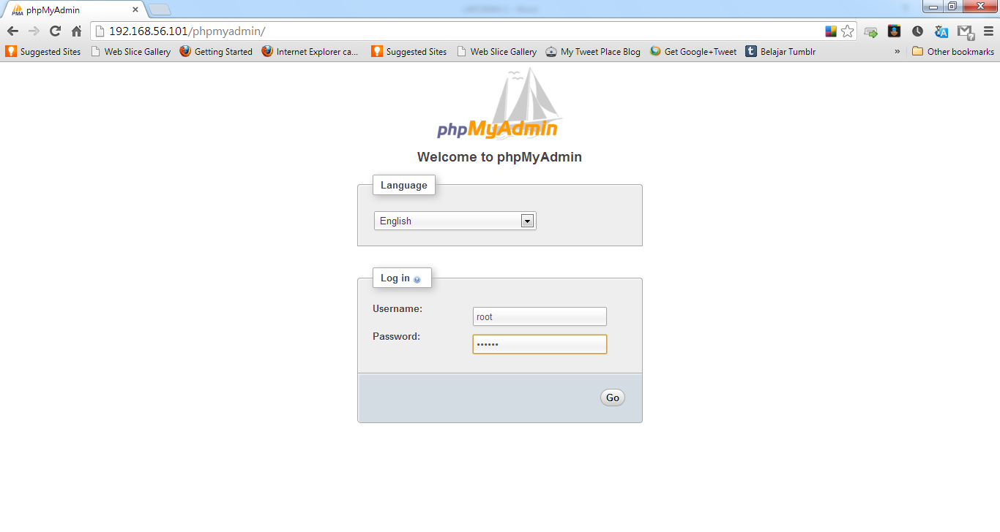 PMA phpMyAdmin
192.168.56.101/phpmyadmin/
Suggested Sites Web Slice Gallery Getting Started Internet Explorer ca... Suggested Sites Web Slice Gallery My Tweet Place Blog Get Google+Tweet t Belajar Tumblr » Other bookmarks
phpMyAdmin
Welcome to phpMyAdmin
Language
English
Log in
Username:
root
Password:
••••••
Go